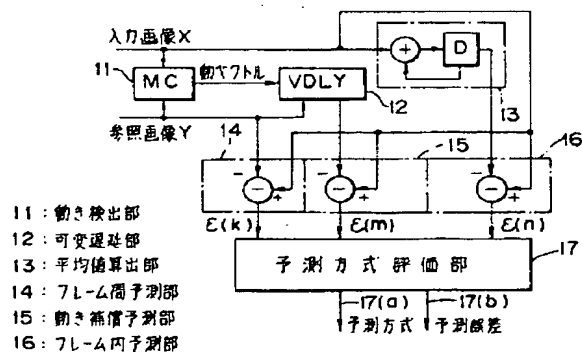 入力画像X
11
MC
動ベクトル
VDLY
12
+
D
13
参照画像Y
14
15
16
−
−
−
− +
− +
− +
ε(k)
ε(m)
ε(n)
予測方式評価部
17
17(a)
17(b)
予測方式
予測誤差
11：動き検出部
12：可変遅延部
13：平均値算出部
14：フレーム間予測部
15：動き補償予測部
16：フレーム内予測部